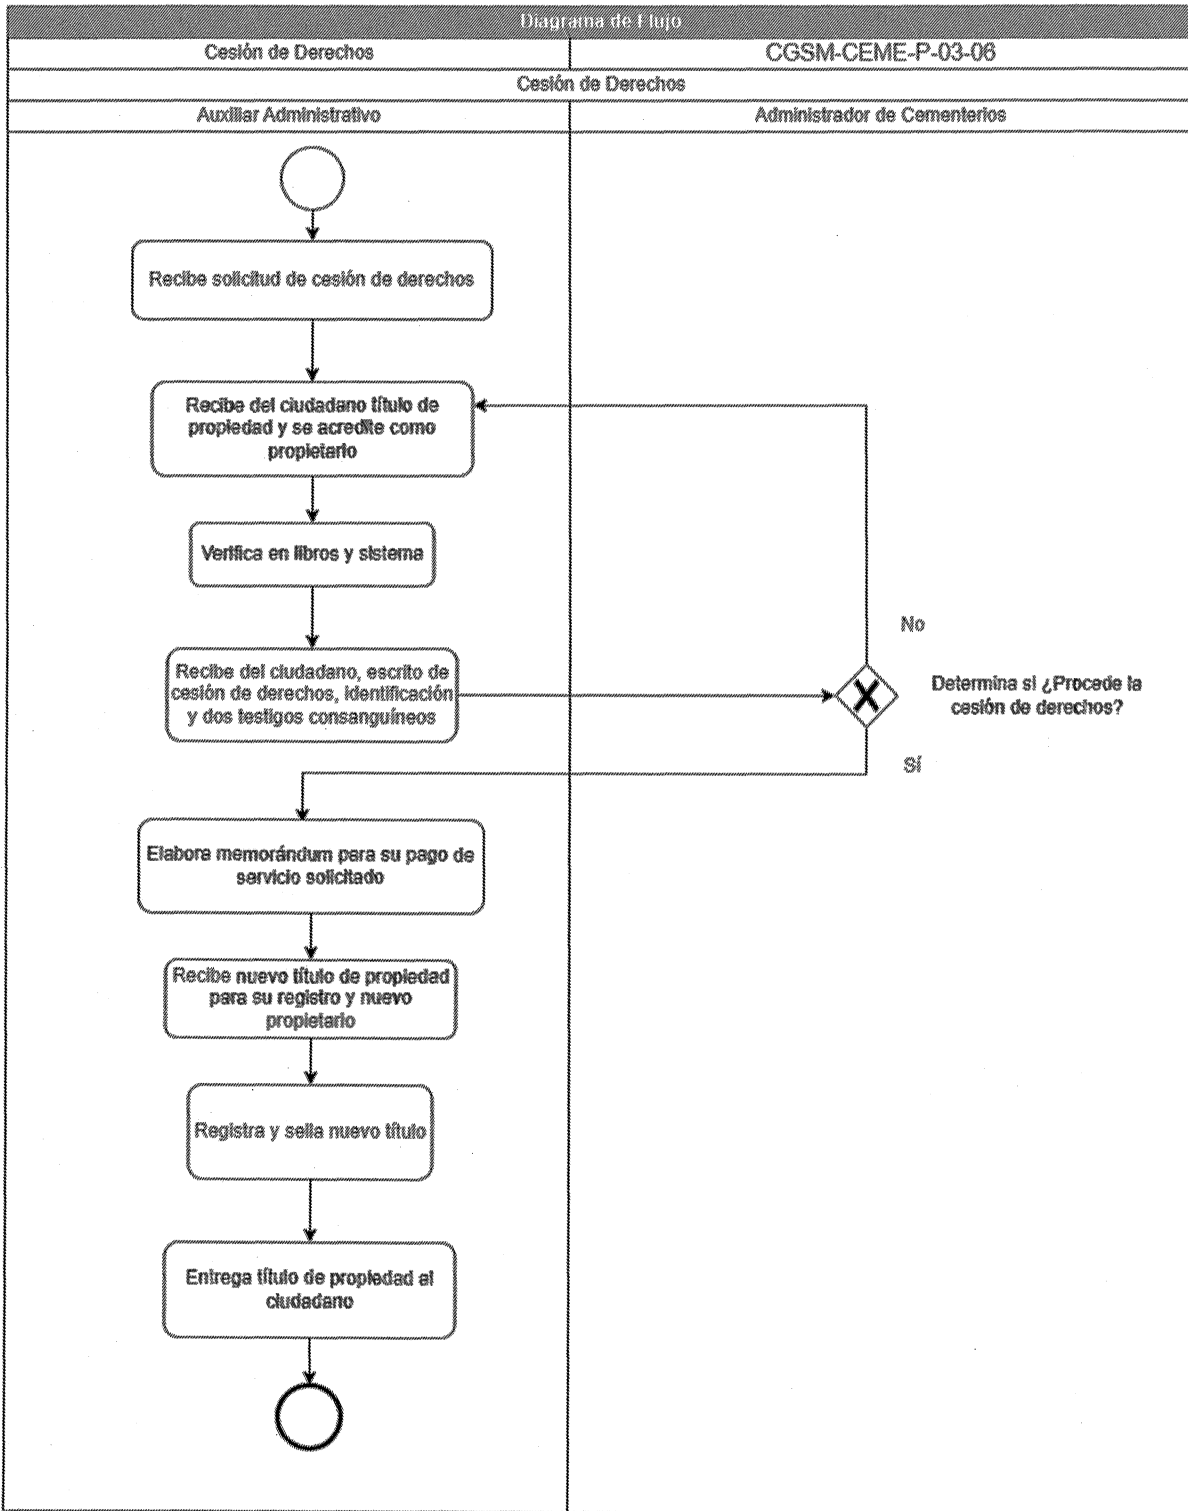 Diagrama de Flujo
Cesión de Derechos
CGSM-CEME-P-03-06
Cesión de Derechos
Auxiliar Administrativo
Administrador de Cementerios
Recibe solicitud de cesión de derechos
Recibe del ciudadano título de
propiedad y se acredite como
propietario
Verifica en libros y sistema
No
Recibe del ciudadano, escrito de
cesión de derechos, identificación
y dos testigos consanguíneos
Determina si ¿Procede la
cesión de derechos?
Sí
Elabora memorándum para su pago de
servicio solicitado
Recibe nuevo título de propiedad
para su registro y nuevo
propietario
Registra y sella nuevo título
Entrega título de propiedad al
ciudadano